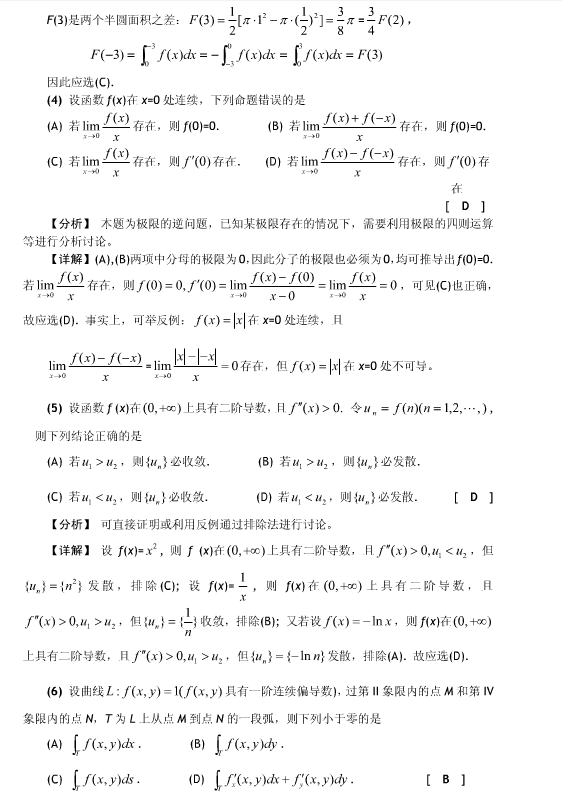 F(3)是两个半圆面积之差: F(3) = 1/2[π·1² − π·(1/2)²] = 3/8 π = 3/4 F(2),
F(−3) = ∫₀⁻³ f(x)dx = −∫₋₃⁰ f(x)dx = ∫₀³ f(x)dx = F(3)
因此应选(C).
(4) 设函数 f(x)在 x=0 处连续，下列命题错误的是
(A) 若 lim_{x→0} f(x)/x 存在，则 f(0)=0. (B) 若 lim_{x→0} [f(x)+f(−x)]/x 存在，则 f(0)=0.
(C) 若 lim_{x→0} f(x)/x 存在，则 f′(0) 存在. (D) 若 lim_{x→0} [f(x)−f(−x)]/x 存在，则 f′(0) 存
在
[ D ]
【分析】 本题为极限的逆问题，已知某极限存在的情况下，需要利用极限的四则运算
等进行分析讨论。
【详解】(A),(B)两项中分母的极限为 0,因此分了的极限也必须为 0,均可推导出 f(0)=0.
若 lim_{x→0} f(x)/x 存在，则 f(0) = 0, f′(0) = lim_{x→0} [f(x)−f(0)]/(x−0) = lim_{x→0} f(x)/x = 0，可见(C)也正确,
故应选(D). 事实上，可举反例: f(x) = |x| 在 x=0 处连续，且
lim_{x→0} [f(x)−f(−x)]/x = lim_{x→0} [|x|−|−x|]/x = 0 存在，但 f(x) = |x| 在 x=0 处不可导。
(5) 设函数 f (x)在 (0,+∞) 上具有二阶导数，且 f″(x) > 0. 令 uₙ = f(n)(n = 1,2,⋯,),
则下列结论正确的是
(A) 若 u₁ > u₂，则{uₙ} 必收敛. (B) 若 u₁ > u₂，则{uₙ} 必发散.
(C) 若 u₁ < u₂，则{uₙ} 必收敛. (D) 若 u₁ < u₂，则{uₙ} 必发散. [ D ]
【分析】 可直接证明或利用反例通过排除法进行讨论。
【详解】 设 f(x)= x²，则 f (x)在 (0,+∞) 上具有二阶导数，且 f″(x) > 0, u₁ < u₂，但
{uₙ} = {n²} 发散，排除(C)；设 f(x)= 1/x，则 f(x)在 (0,+∞) 上具有二阶导数，且
f″(x) > 0, u₁ > u₂，但{uₙ} = {1/n} 收敛，排除(B)；又若设 f(x) = −ln x，则 f(x)在(0,+∞)
上具有二阶导数，且 f″(x) > 0, u₁ > u₂，但{uₙ} = {−ln n} 发散，排除(A). 故应选(D).
(6) 设曲线 L : f(x, y) = 1( f(x, y) 具有一阶连续偏导数)，过第 II 象限内的点 M 和第 IV
象限内的点 N，T 为 L 上从点 M 到点 N 的一段弧，则下列小于零的是
(A) ∫_T f(x, y)dx. (B) ∫_T f(x, y)dy.
(C) ∫_T f(x, y)ds. (D) ∫_T f′ₓ(x, y)dx + f′ᵧ(x, y)dy. [ B ]